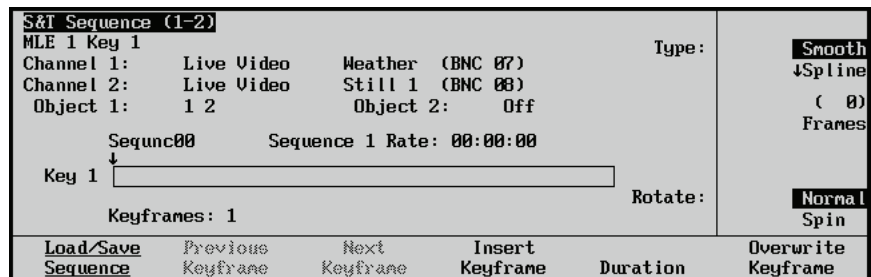 S&T Sequence (1-2)
MLE 1 Key 1
Type: Smooth
Channel 1: Live Video Weather (BNC 07)
↓Spline
Channel 2: Live Video Still 1 (BNC 08)
Object 1: 1 2 Object 2: Off
( 0)
Frames
Sequnc00 Sequence 1 Rate: 00:00:00
↓
Key 1
Rotate: Normal
Keyframes: 1
Spin
Load/Save Previous Next Insert Overwrite
Sequence Keyframe Keyframe Keyframe Duration Keyframe